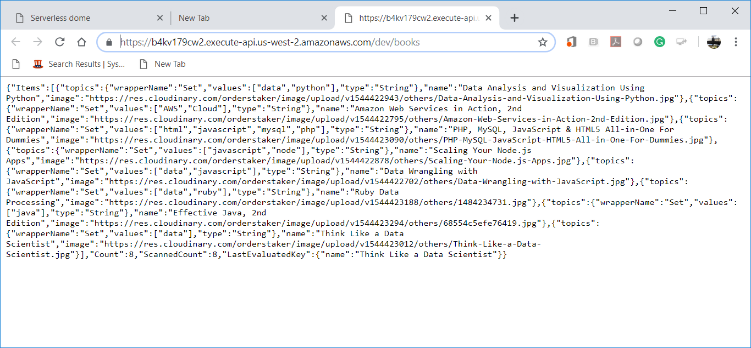 Serverless dome
New Tab
https://b4kv179cw2.execute-api.
https://b4kv179cw2.execute-api.us-west-2.amazonaws.com/dev/books
Search Results | Sys...
New Tab
{"Items":[{"topics":{"wrapperName":"Set","values":["data","python"],"type":"String"},"name":"Data Analysis and Visualization Using
Python","image":"https://res.cloudinary.com/orderstaker/image/upload/v1544422943/others/Data-Analysis-and-Visualization-Using-Python.jpg"},{"topics":
{"wrapperName":"Set","values":["AWS","Cloud"],"type":"String"},"name":"Amazon Web Services in Action, 2nd
Edition","image":"https://res.cloudinary.com/orderstaker/image/upload/v1544422795/others/Amazon-Web-Services-in-Action-2nd-Edition.jpg"},{"topics":
{"wrapperName":"Set","values":["html","javascript","mysql","php"],"type":"String"},"name":"PHP, MySQL, JavaScript & HTML5 All-in-One For
Dummies","image":"https://res.cloudinary.com/orderstaker/image/upload/v1544423090/others/PHP-MySQL-JavaScript-HTML5-All-in-One-For-Dummies.jpg"},
{"topics":{"wrapperName":"Set","values":["javascript","node"],"type":"String"},"name":"Scaling Your Node.js
Apps","image":"https://res.cloudinary.com/orderstaker/image/upload/v1544422878/others/Scaling-Your-Node.js-Apps.jpg"},{"topics":
{"wrapperName":"Set","values":["data","javascript"],"type":"String"},"name":"Data Wrangling with
JavaScript","image":"https://res.cloudinary.com/orderstaker/image/upload/v1544422702/others/Data-Wrangling-with-JavaScript.jpg"},{"topics":
{"wrapperName":"Set","values":["data","ruby"],"type":"String"},"name":"Ruby Data
Processing","image":"https://res.cloudinary.com/orderstaker/image/upload/v1544423188/others/1484234731.jpg"},{"topics":{"wrapperName":"Set","values":
["java"],"type":"String"},"name":"Effective Java, 2nd
Edition","image":"https://res.cloudinary.com/orderstaker/image/upload/v1544423294/others/68554c5efe76419.jpg"},{"topics":
{"wrapperName":"Set","values":["data"],"type":"String"},"name":"Think Like a Data
Scientist","image":"https://res.cloudinary.com/orderstaker/image/upload/v1544423012/others/Think-Like-a-Data-
Scientist.jpg"}],"Count":8,"ScannedCount":8,"LastEvaluatedKey":{"name":"Think Like a Data Scientist"}}